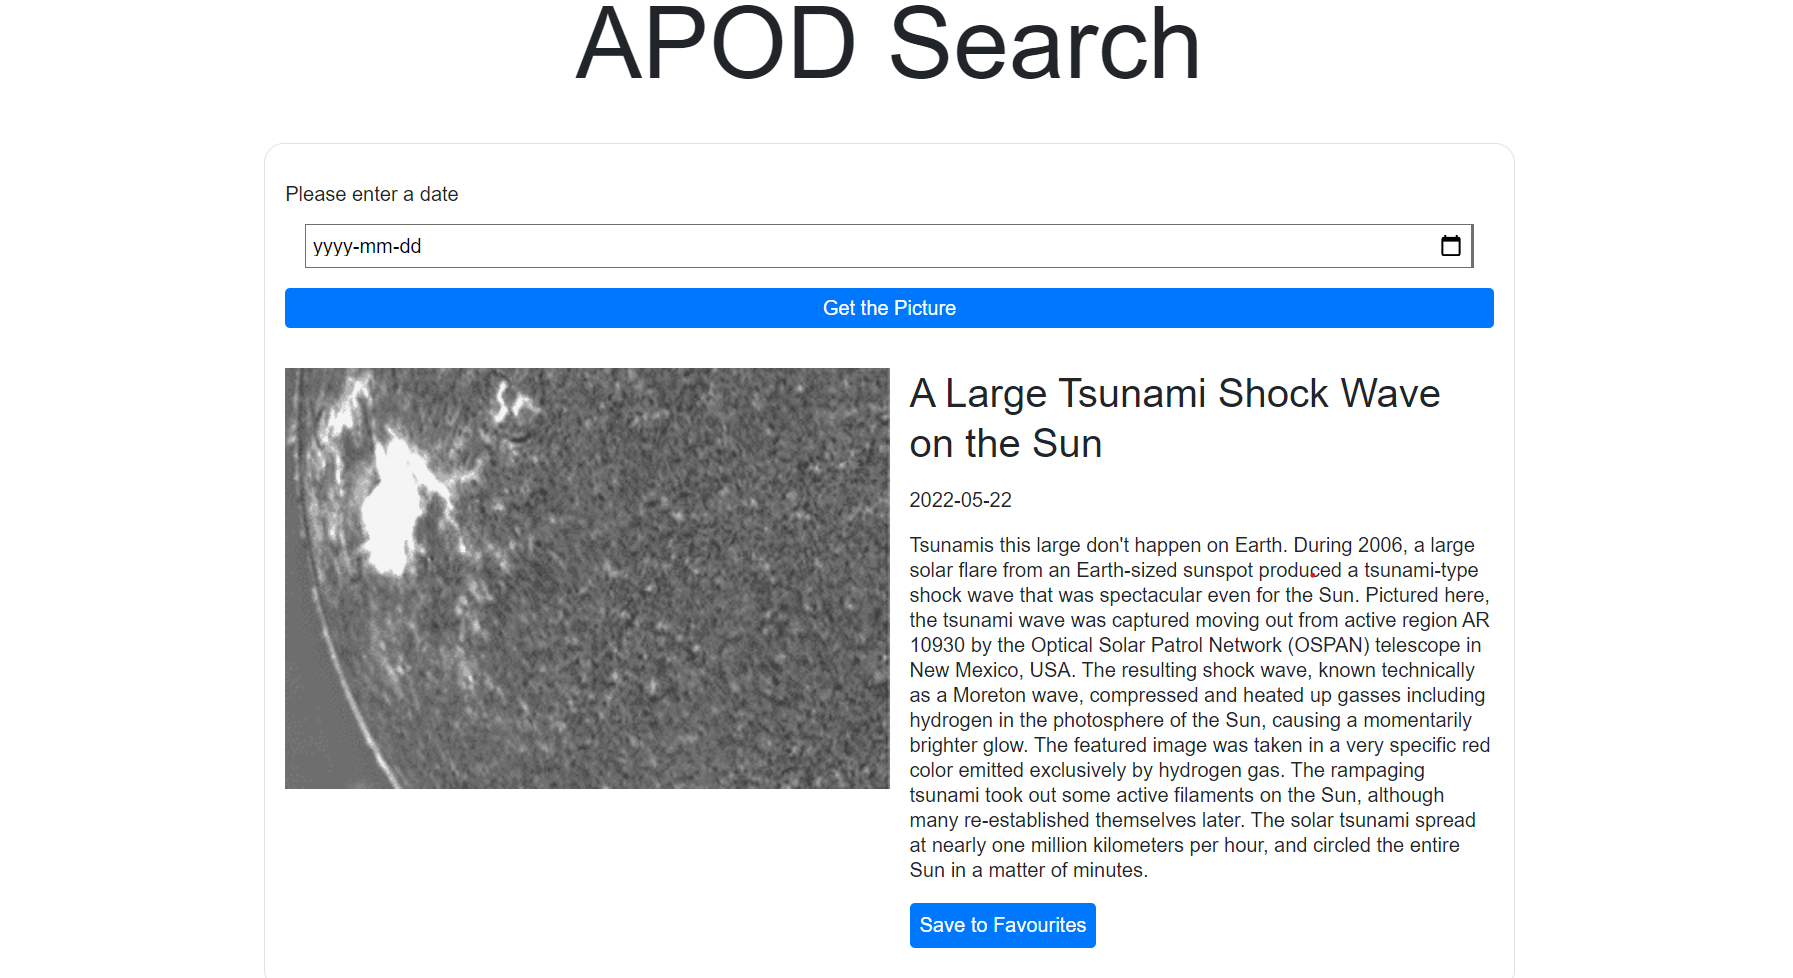 APOD Search
Please enter a date
yyyy-mm-dd
Get the Picture
A Large Tsunami Shock Wave
on the Sun
2022-05-22
Tsunamis this large don't happen on Earth. During 2006, a large
solar flare from an Earth-sized sunspot produced a tsunami-type
shock wave that was spectacular even for the Sun. Pictured here,
the tsunami wave was captured moving out from active region AR
10930 by the Optical Solar Patrol Network (OSPAN) telescope in
New Mexico, USA. The resulting shock wave, known technically
as a Moreton wave, compressed and heated up gasses including
hydrogen in the photosphere of the Sun, causing a momentarily
brighter glow. The featured image was taken in a very specific red
color emitted exclusively by hydrogen gas. The rampaging
tsunami took out some active filaments on the Sun, although
many re-established themselves later. The solar tsunami spread
at nearly one million kilometers per hour, and circled the entire
Sun in a matter of minutes.
Save to Favourites